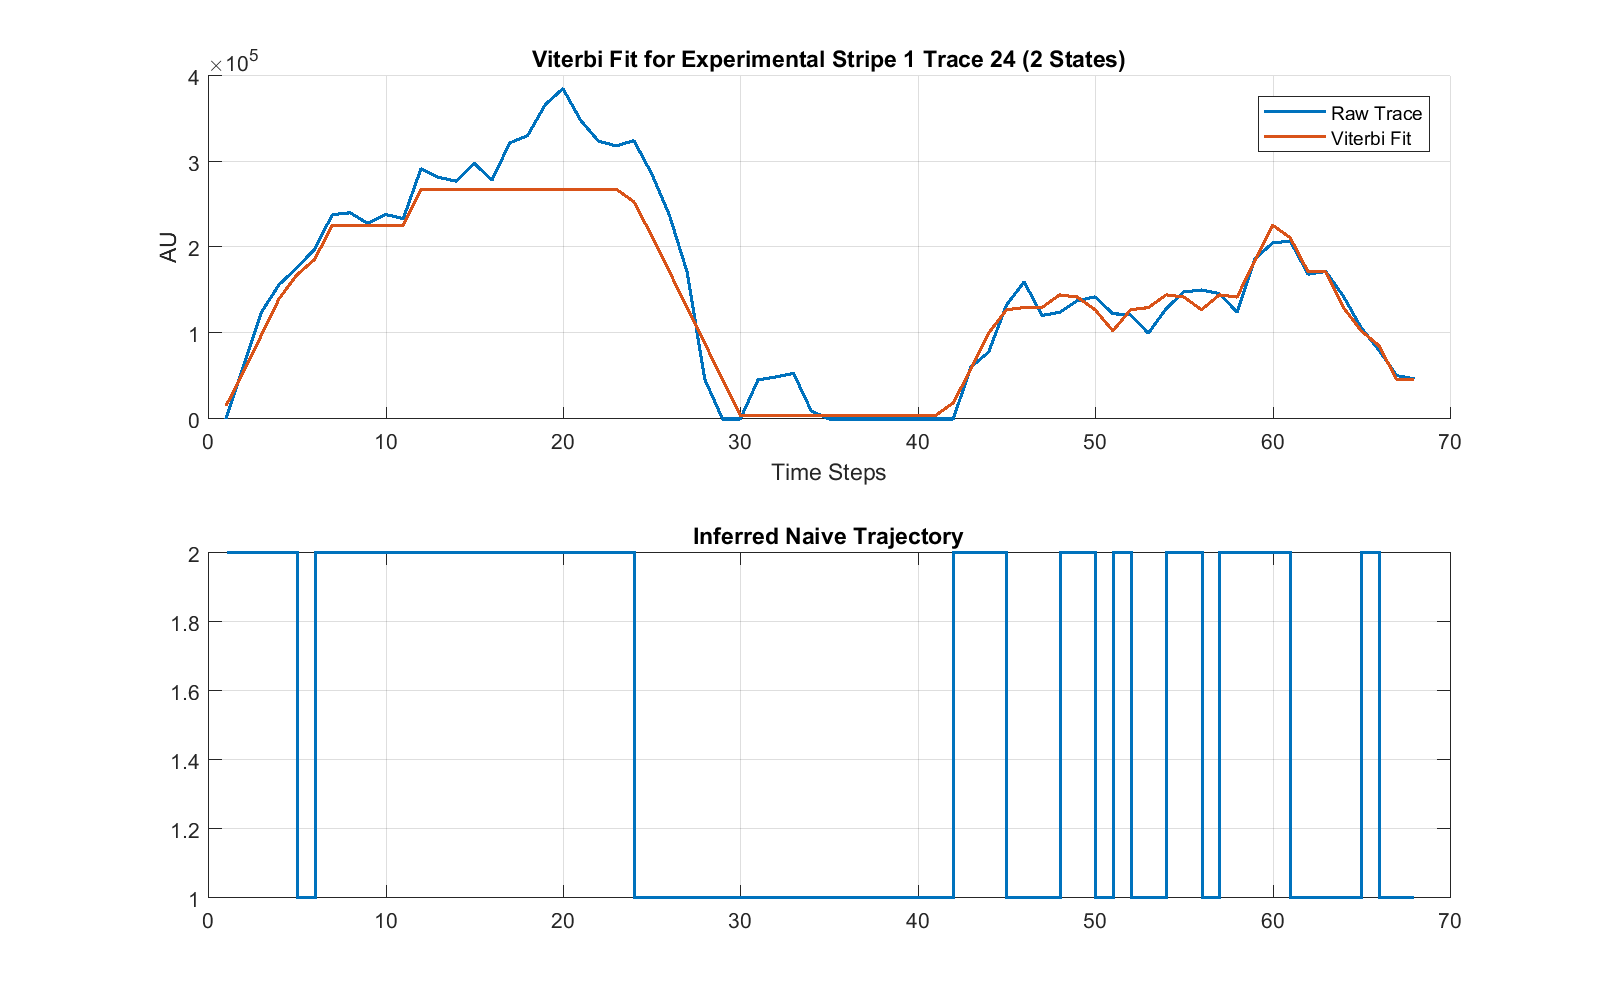 Viterbi Fit for Experimental Stripe 1 Trace 24 (2 States)
×10^5
4
3
2
1
0
AU
Raw Trace
Viterbi Fit
0 10 20 30 40 50 60 70
Time Steps
Inferred Naive Trajectory
2
1.8
1.6
1.4
1.2
1
0 10 20 30 40 50 60 70